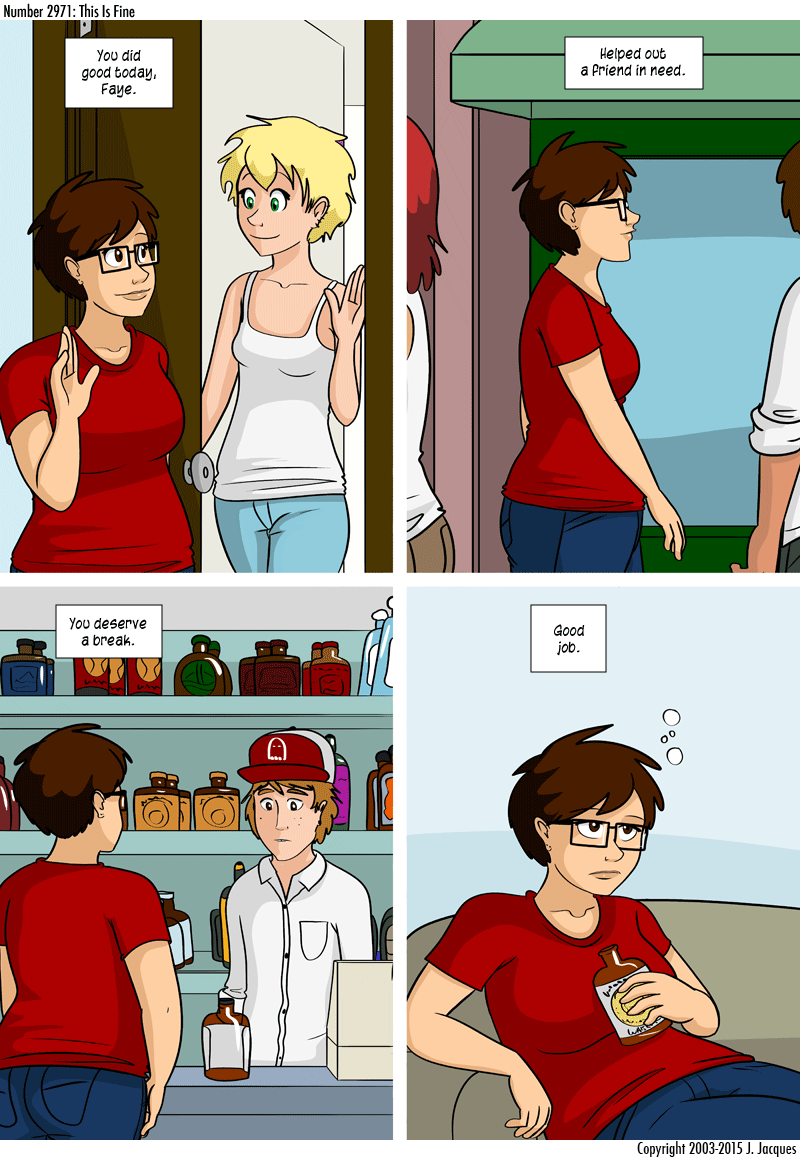 Number 2971: This Is Fine
You did
good today,
Faye.
Helped out
a friend in need.
You deserve
a break.
Good
job.
Copyright 2003-2015 J. Jacques